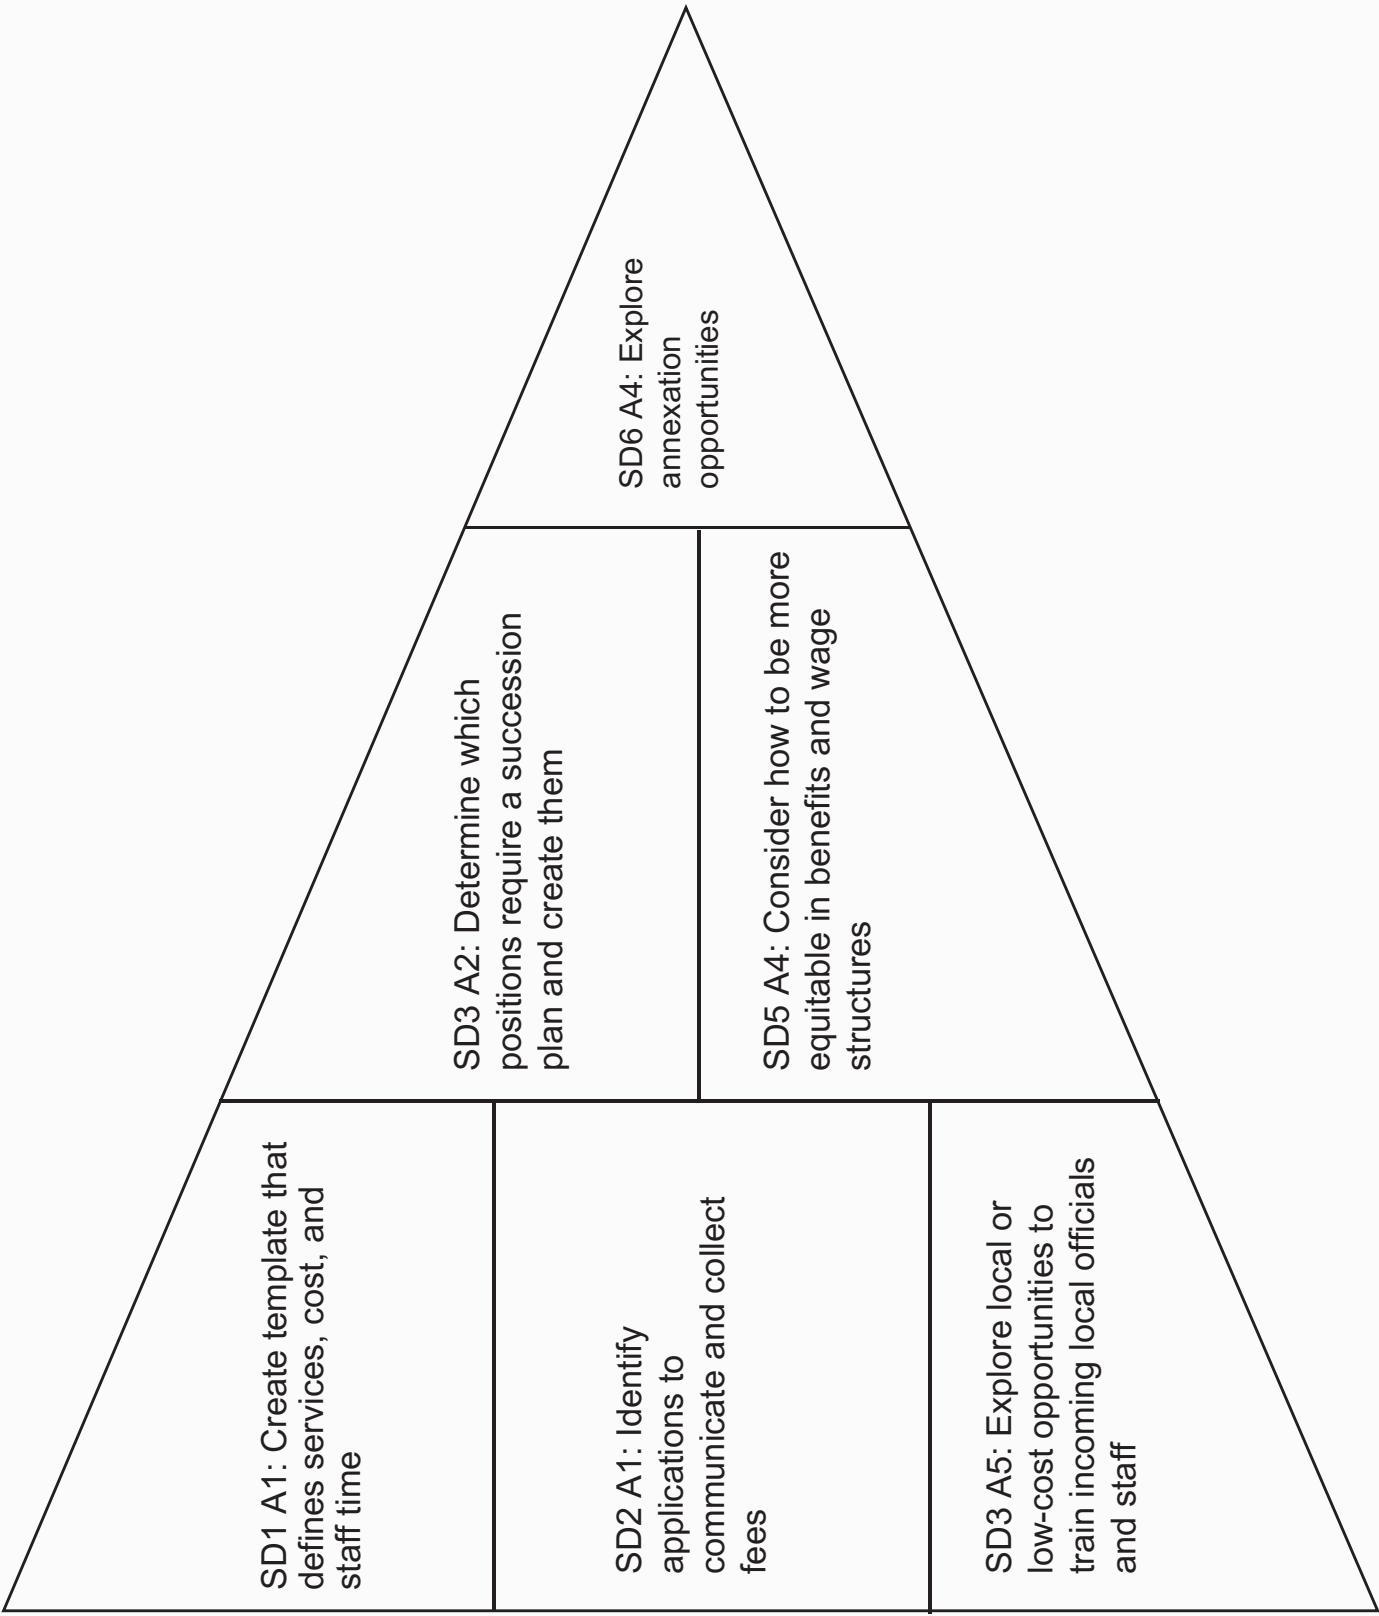 SD6 A4: Explore
annexation
opportunities
SD3 A2: Determine which
positions require a succession
plan and create them
SD5 A4: Consider how to be more
equitable in benefits and wage
structures
SD1 A1: Create template that
defines services, cost, and
staff time
SD2 A1: Identify
applications to
communicate and collect
fees
SD3 A5: Explore local or
low-cost opportunities to
train incoming local officials
and staff